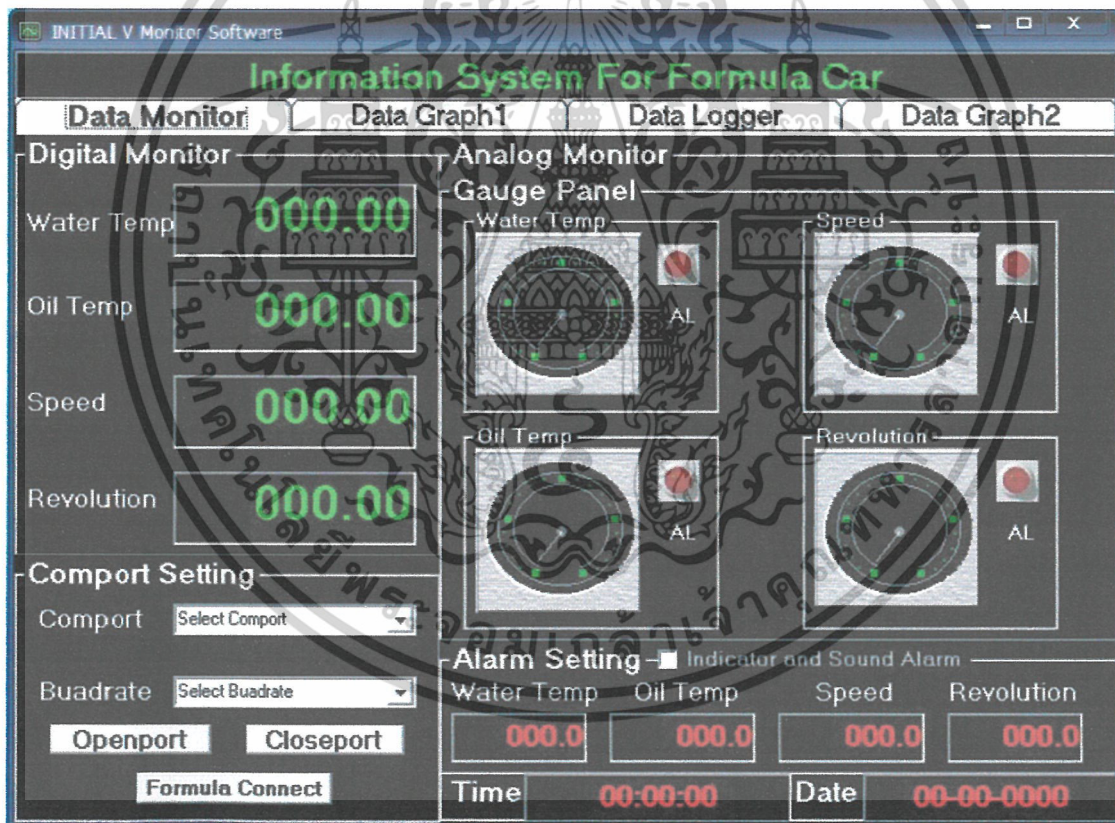 INITIAL V Monitor Software
Information System For Formula Car
Data Monitor Data Graph1 Data Logger Data Graph2
Digital Monitor
Water Temp 000.00
Oil Temp 000.00
Speed 000.00
Revolution 000.00
Comport Setting
Comport Select Comport
Buadrate Select Buadrate
Openport Closeport
Formula Connect
Analog Monitor
Gauge Panel
Water Temp
AL
Speed
AL
Oil Temp
AL
Revolution
AL
Alarm Setting Indicator and Sound Alarm
Water Temp Oil Temp Speed Revolution
000.0 000.0 000.0 000.0
Time 00:00:00 Date 00-00-0000